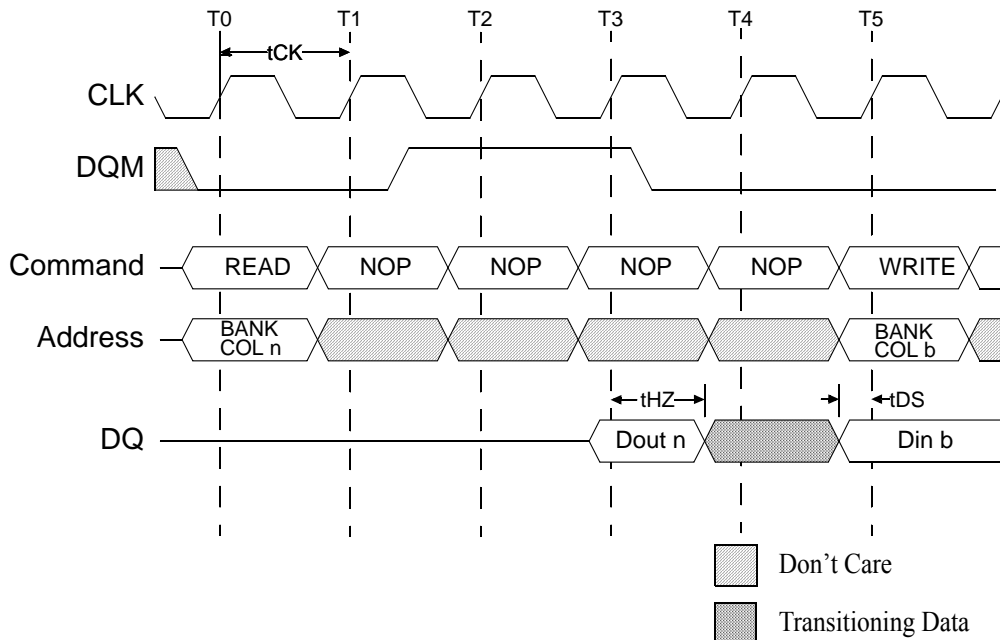 T0 T1 T2 T3 T4 T5
tCK
CLK
DQM
Command READ NOP NOP NOP NOP WRITE
Address BANK COL n BANK COL b
tHZ tDS
DQ Dout n Din b
Don’t Care
Transitioning Data